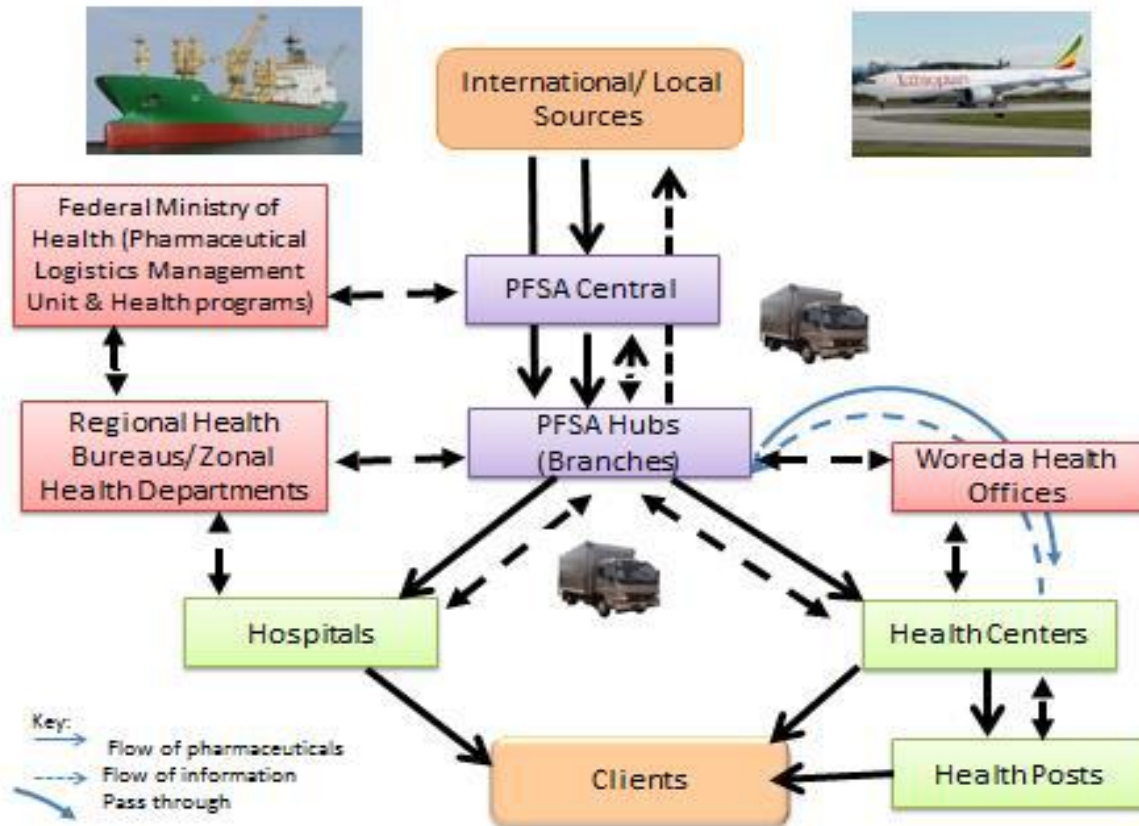 International/ Local
Sources
Ethiopian
Federal Ministry of
Health (Pharmaceutical
Logistics Management
Unit & Health programs)
PFSA Central
Regional Health
Bureaus/ Zonal
Health Departments
PFSA Hubs
(Branches)
Woreda Health
Offices
Hospitals
Health Centers
Key:
Flow of pharmaceuticals
Flow of information
Pass through
Clients
Health Posts